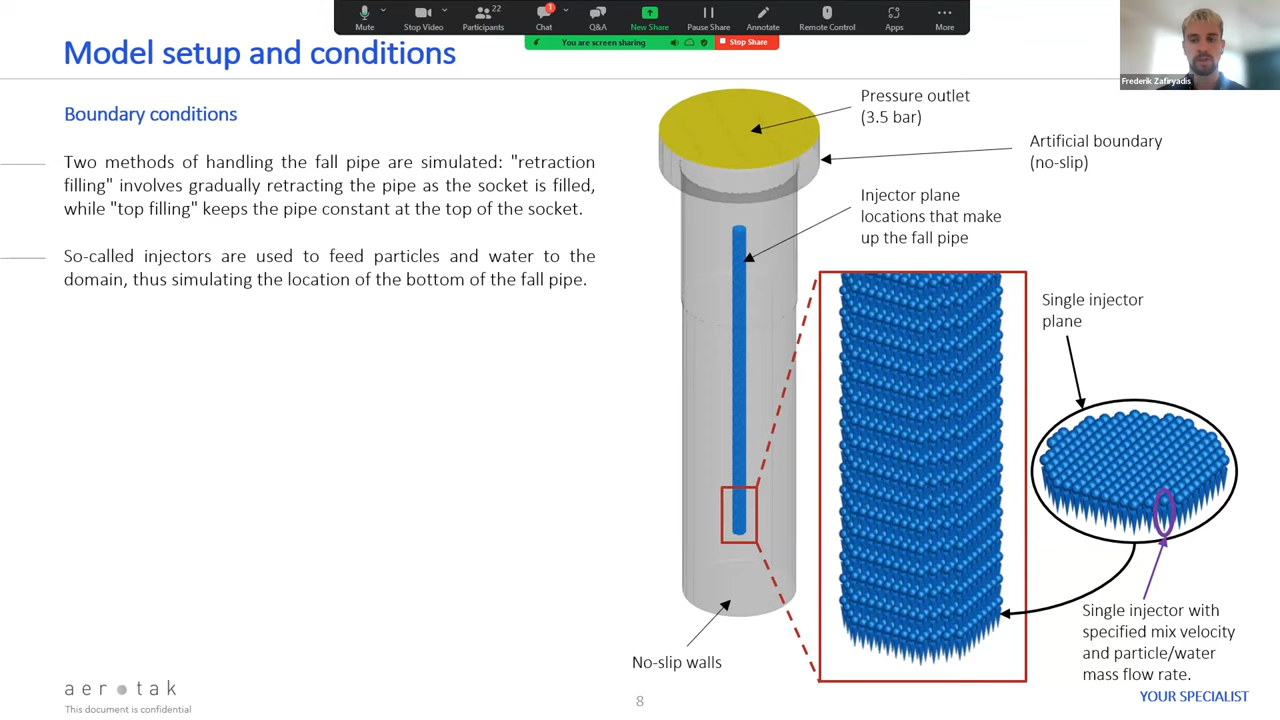 Mute
Stop Video
Participants
22
Chat
1
Q&A
New Share
Pause Share
Annotate
Remote Control
Apps
More
You are screen sharing
Stop Share
Frederik Zafiryadis
Model setup and conditions
Boundary conditions
Two methods of handling the fall pipe are simulated: "retraction
filling" involves gradually retracting the pipe as the socket is filled,
while "top filling" keeps the pipe constant at the top of the socket.
So-called injectors are used to feed particles and water to the
domain, thus simulating the location of the bottom of the fall pipe.
Pressure outlet
(3.5 bar)
Artificial boundary
(no-slip)
Injector plane
locations that make
up the fall pipe
Single injector
plane
Single injector with
specified mix velocity
and particle/water
mass flow rate.
No-slip walls
aerotak
This document is confidential
8
YOUR SPECIALIST